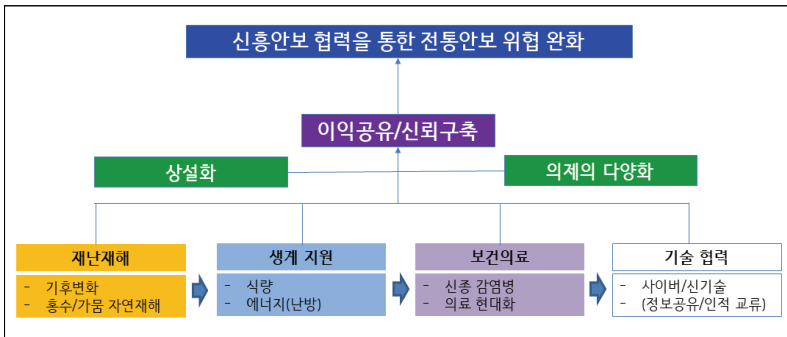 신흥안보 협력을 통한 전통안보 위협 완화
이익공유/신뢰구축
상설화
의제의 다양화
재난재해
- 기후변화
- 홍수/가뭄 자연재해
생계 지원
- 식량
- 에너지(난방)
보건의료
- 신종 감염병
- 의료 현대화
기술 협력
- 사이버/신기술
- (정보공유/인적 교류)